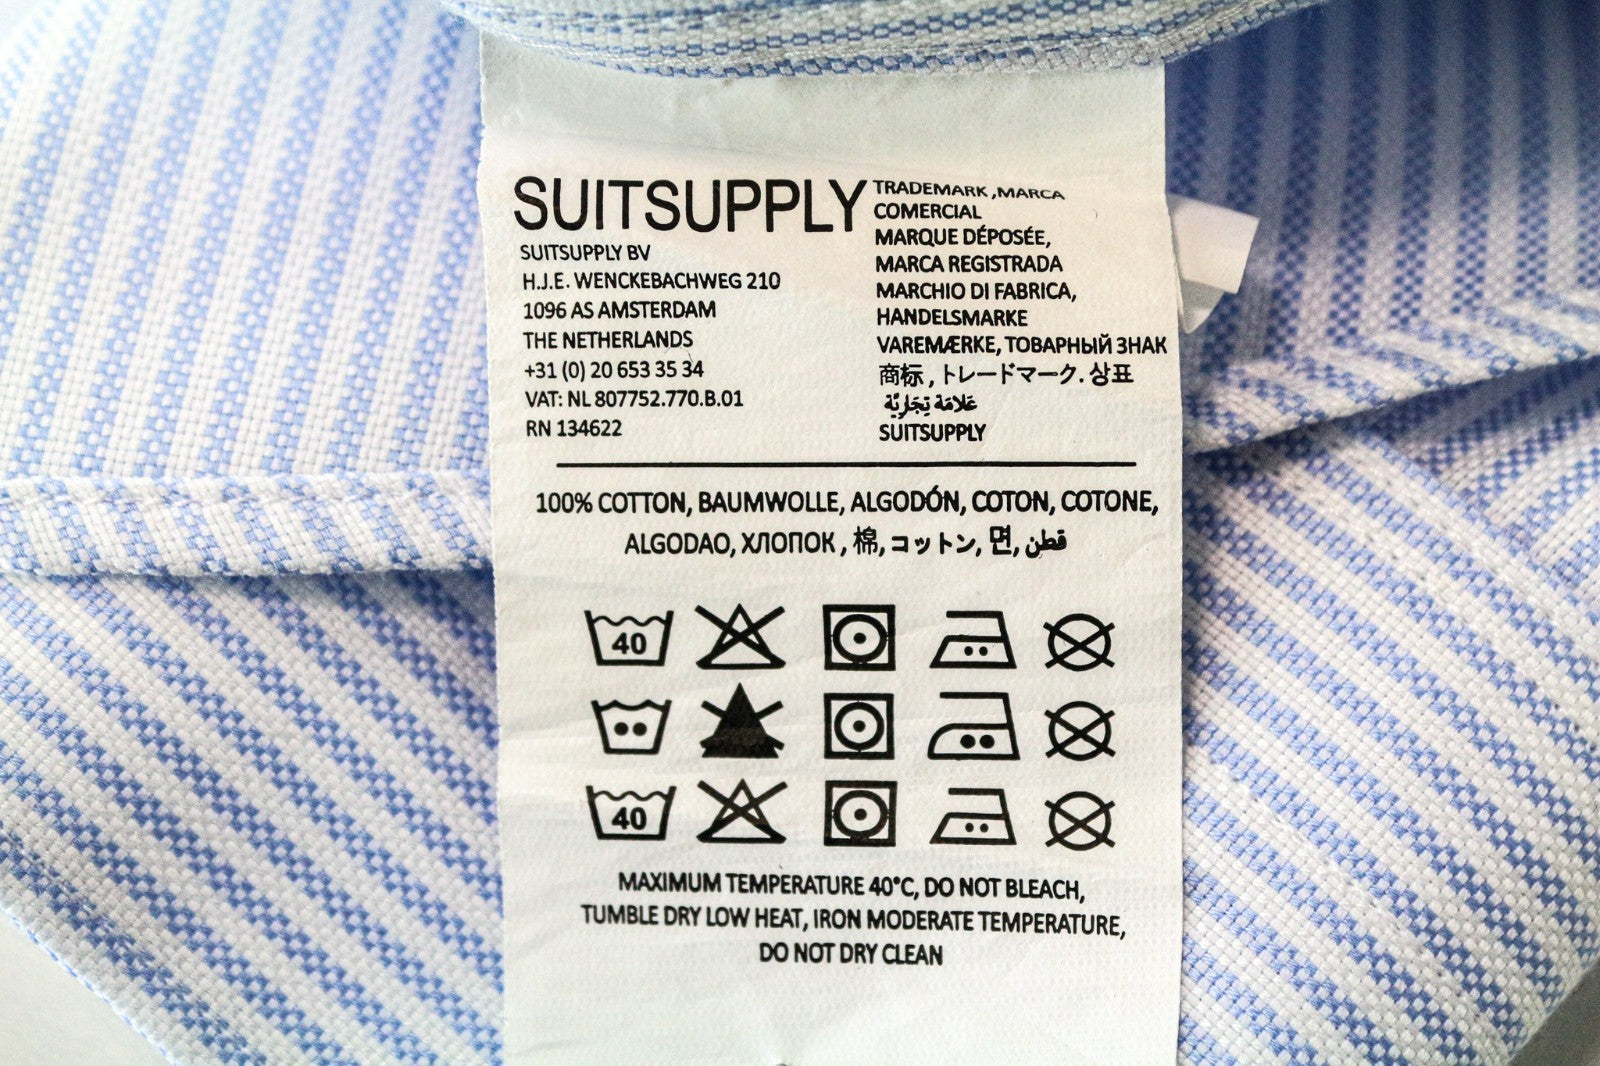 SUITSUPPLY
SUITSUPPLY BV
H.J.E. WENCKEBACHWEG 210
1096 AS AMSTERDAM
THE NETHERLANDS
+31 (0) 20 653 35 34
VAT: NL 807752.770.B.01
RN 134622
TRADEMARK ,MARCA
COMERCIAL
MARQUE DÉPOSÉE,
MARCA REGISTRADA
MARCHIO DI FABRICA,
HANDELSMARKE
VAREMÆRKE, ТОВАРНЫЙ ЗНАК
商标 , トレードマーク. 상표
عَلامَة تِجَارِيَّة
SUITSUPPLY
100% COTTON, BAUMWOLLE, ALGODÓN, COTON, COTONE,
ALGODAO, ХЛОПОК , 棉, コットン, 면, قطن
40
40
MAXIMUM TEMPERATURE 40°C, DO NOT BLEACH,
TUMBLE DRY LOW HEAT, IRON MODERATE TEMPERATURE,
DO NOT DRY CLEAN